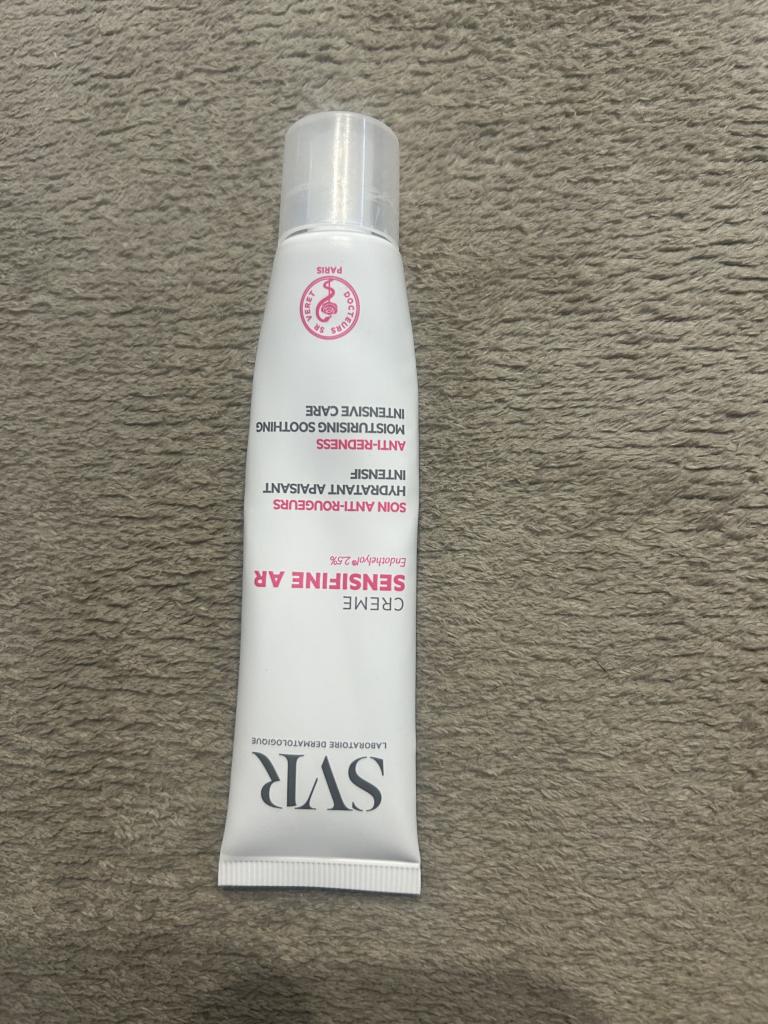 SVR
LABORATOIRE DERMATOLOGIQUE
CREME
SENSIFINE AR
Endothelyol® 2.5%
SOIN ANTI-ROUGEURS
HYDRATANT APAISANT
INTENSIF
ANTI-REDNESS
MOISTURISING SOOTHING
INTENSIVE CARE
DOCTEURS SR VERET
PARIS